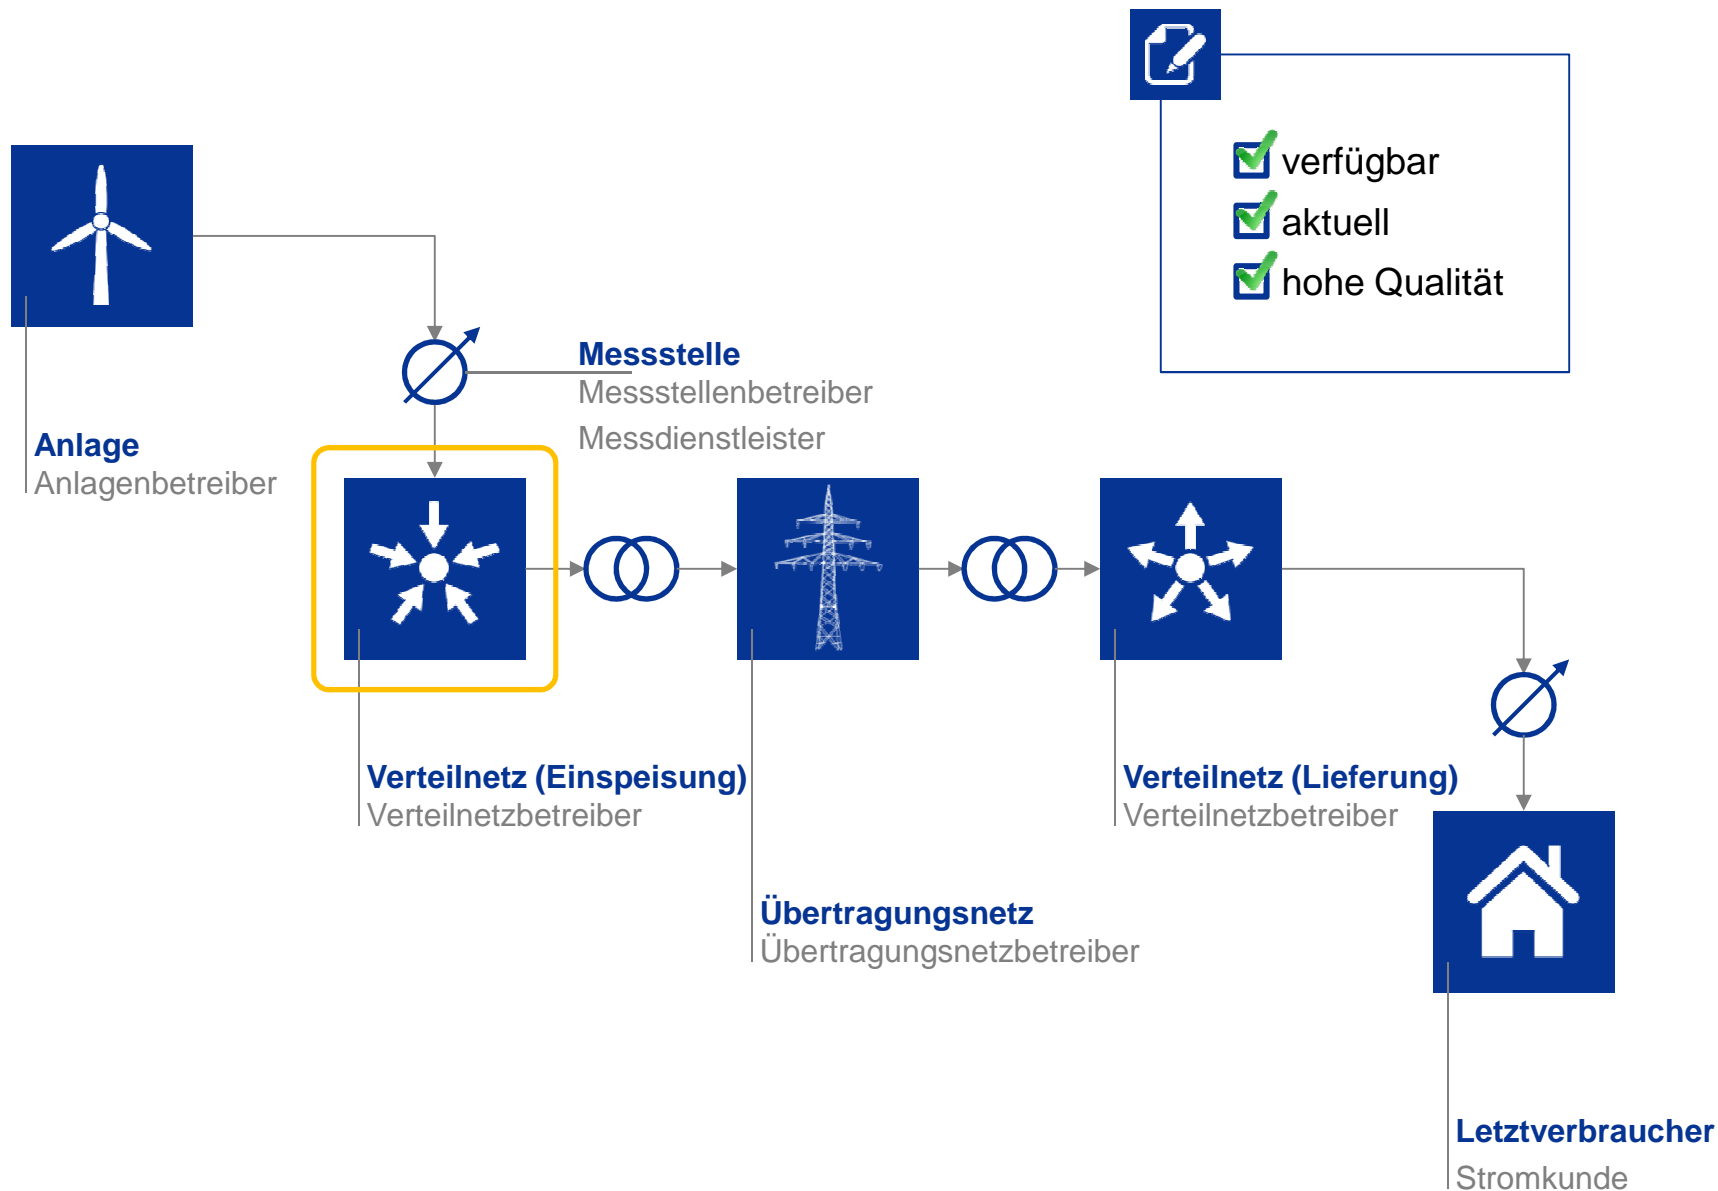 verfügbar
aktuell
hohe Qualität
Messstelle
Messstellenbetreiber
Messdienstleister
Anlage
Anlagenbetreiber
Verteilnetz (Einspeisung)
Verteilnetzbetreiber
Verteilnetz (Lieferung)
Verteilnetzbetreiber
Übertragungsnetz
Übertragungsnetzbetreiber
Letztverbraucher
Stromkunde